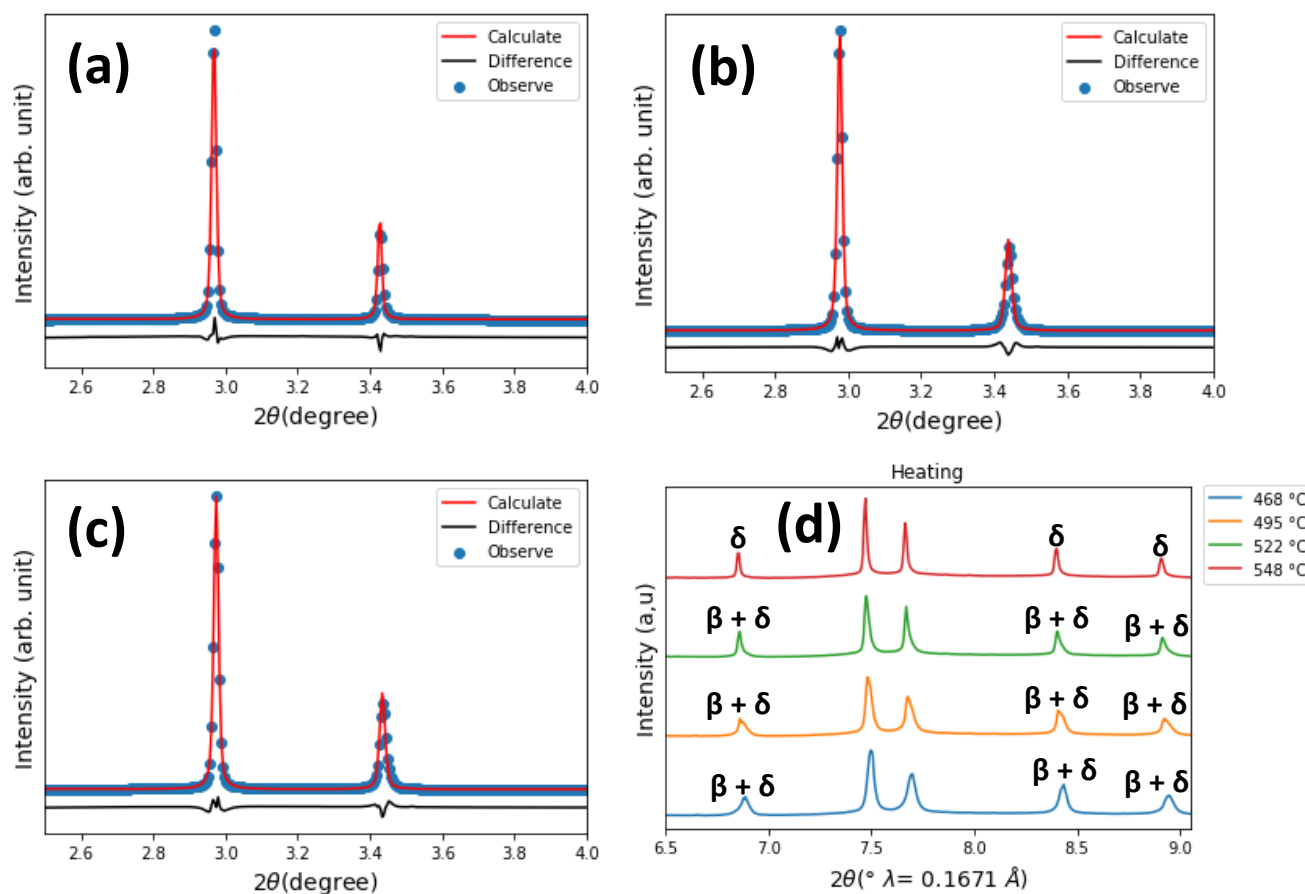 (a)
Calculate
Difference
Observe
Intensity (arb. unit)
2.6 2.8 3.0 3.2 3.4 3.6 3.8 4.0
2θ(degree)
(b)
Calculate
Difference
Observe
Intensity (arb. unit)
2.6 2.8 3.0 3.2 3.4 3.6 3.8 4.0
2θ(degree)
(c)
Calculate
Difference
Observe
Intensity (arb. unit)
2.6 2.8 3.0 3.2 3.4 3.6 3.8 4.0
2θ(degree)
Heating
(d)
468 °C
495 °C
522 °C
548 °C
δ δ δ
β + δ β + δ β + δ
β + δ β + δ β + δ
β + δ β + δ β + δ
Intensity (a,u)
6.5 7.0 7.5 8.0 8.5 9.0
2θ(° λ= 0.1671 Å)